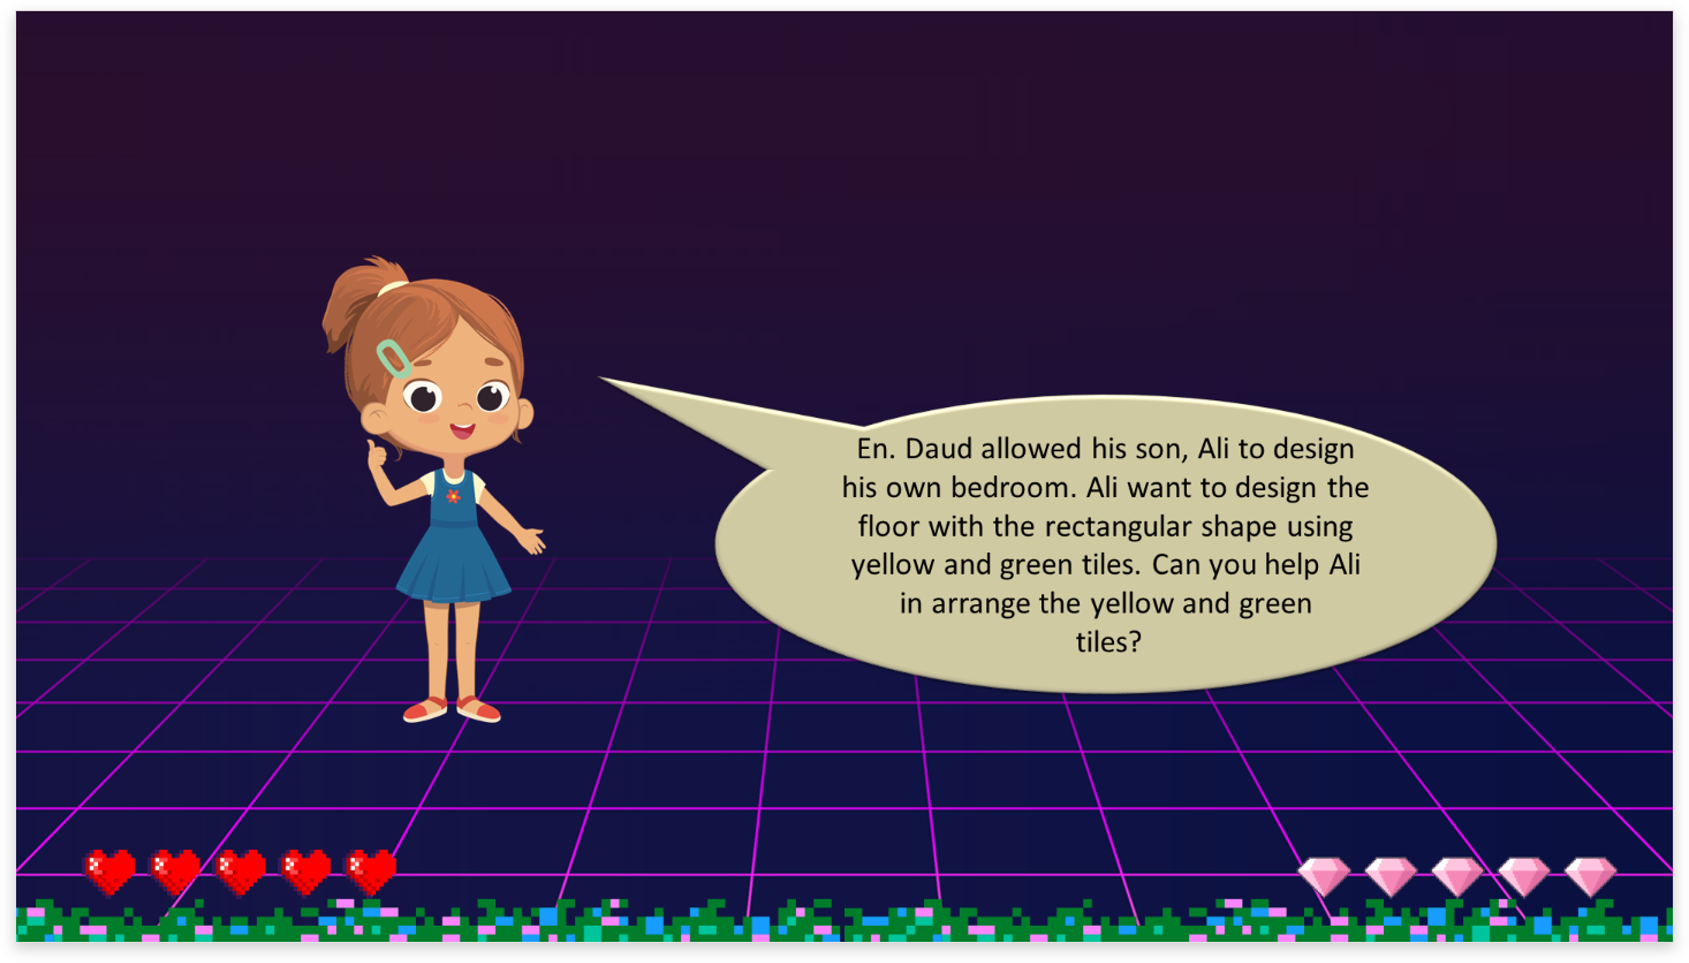 En. Daud allowed his son, Ali to design
his own bedroom. Ali want to design the
floor with the rectangular shape using
yellow and green tiles. Can you help Ali
in arrange the yellow and green
tiles?